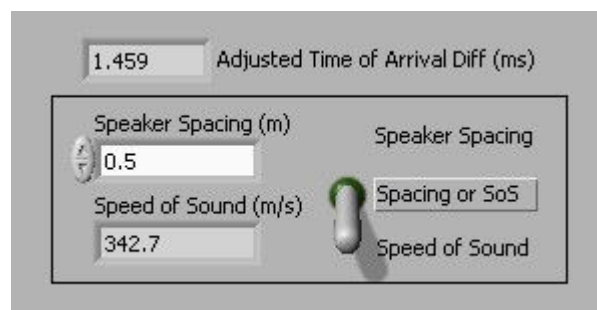 1.459 Adjusted Time of Arrival Diff (ms)
Speaker Spacing (m)
0.5
Speed of Sound (m/s)
342.7
Speaker Spacing
Spacing or SoS
Speed of Sound